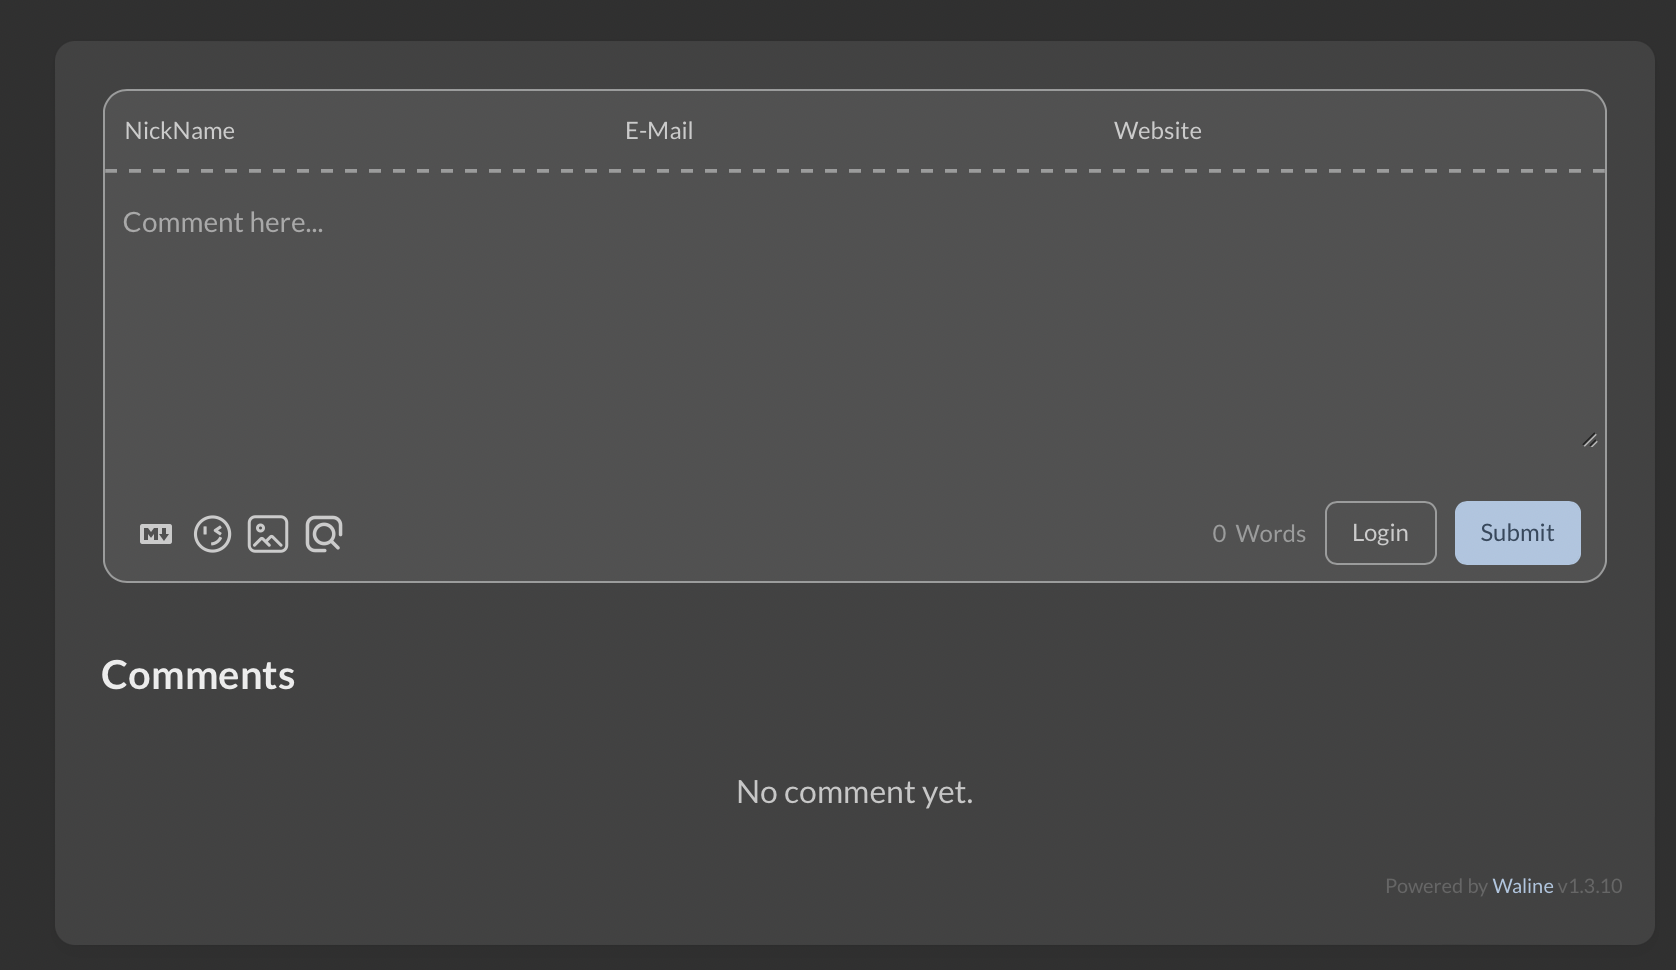 NickName E-Mail Website
Comment here...
M 0 Words Login Submit
Comments
No comment yet.
Powered by Waline v1.3.10